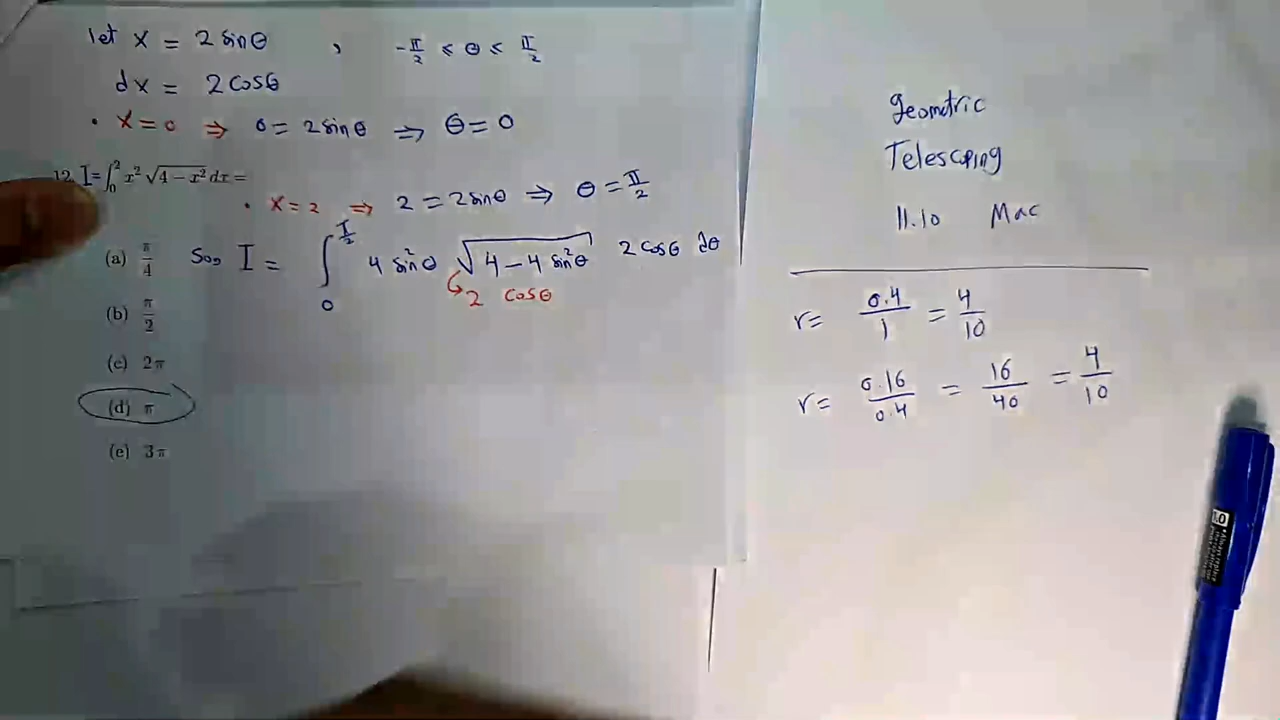 let x = 2 sinθ , -π/2 ≤ θ ≤ π/2
dx = 2 cosθ
• x=0 ⇒ 0 = 2 sinθ ⇒ θ = 0
12. I = ∫₀² x² √(4 − x²) dx =
• x=2 ⇒ 2 = 2 sinθ ⇒ θ = π/2
(a) π/4
So, I = ∫₀^(π/2) 4 sin²θ √(4 − 4 sin²θ) 2 cosθ dθ
2 cosθ
(b) π/2
(c) 2π
(d) π
(e) 3π
geometric
Telescping
11.10 Mac
r = 0.4/1 = 4/10
r = 0.16/0.4 = 16/40 = 4/10
1.0